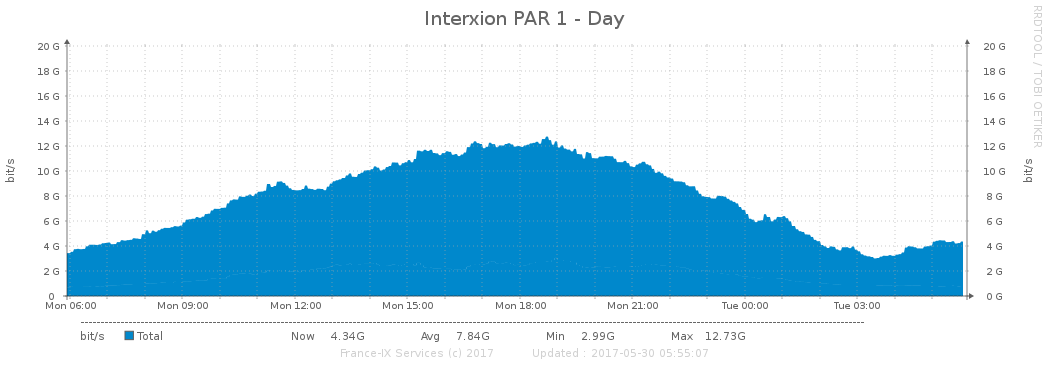 Interxion PAR 1 - Day
RRDTOOL / TOBI OETIKER
20 G 20 G
18 G 18 G
16 G 16 G
14 G 14 G
12 G 12 G
10 G 10 G
8 G 8 G
6 G 6 G
4 G 4 G
2 G 2 G
0 0 G
bit/s
bit/s
Mon 06:00 Mon 09:00 Mon 12:00 Mon 15:00 Mon 18:00 Mon 21:00 Tue 00:00 Tue 03:00
bit/s Total Now 4.34G Avg 7.84G Min 2.99G Max 12.73G
France-IX Services (c) 2017 Updated : 2017-05-30 05:55:07